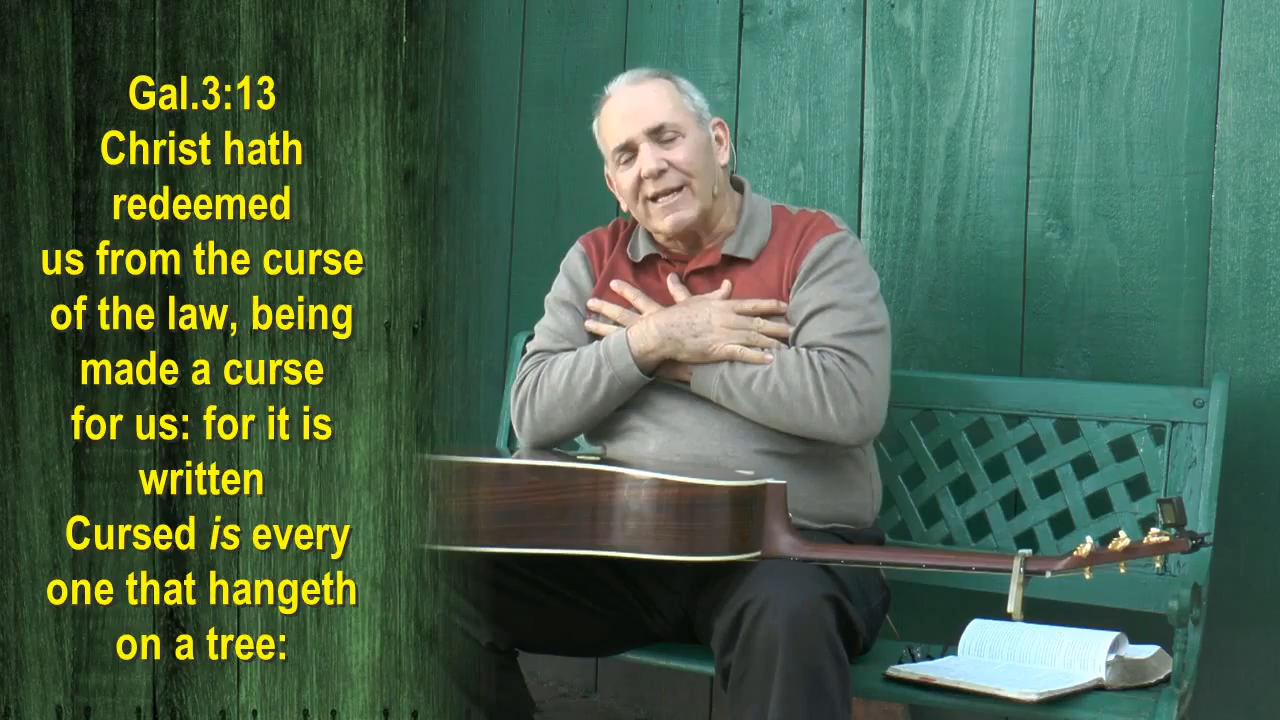 Gal.3:13
Christ hath
redeemed
us from the curse
of the law, being
made a curse
for us: for it is
written
Cursed is every
one that hangeth
on a tree: